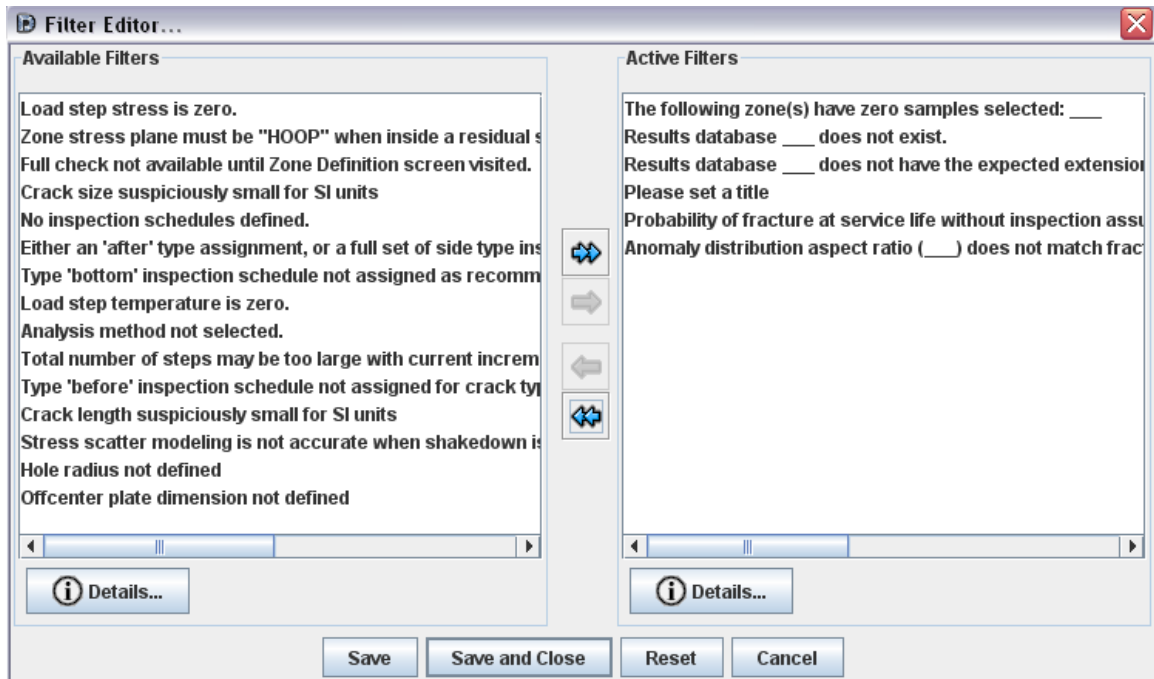 Filter Editor...
Available Filters
Load step stress is zero.
Zone stress plane must be "HOOP" when inside a residual s
Full check not available until Zone Definition screen visited.
Crack size suspiciously small for SI units
No inspection schedules defined.
Either an 'after' type assignment, or a full set of side type ins
Type 'bottom' inspection schedule not assigned as recomm
Load step temperature is zero.
Analysis method not selected.
Total number of steps may be too large with current increm
Type 'before' inspection schedule not assigned for crack typ
Crack length suspiciously small for SI units
Stress scatter modeling is not accurate when shakedown is
Hole radius not defined
Offcenter plate dimension not defined
Details...
Active Filters
The following zone(s) have zero samples selected: ___
Results database ___ does not exist.
Results database ___ does not have the expected extension
Please set a title
Probability of fracture at service life without inspection assu
Anomaly distribution aspect ratio (___) does not match frac
Details...
Save
Save and Close
Reset
Cancel